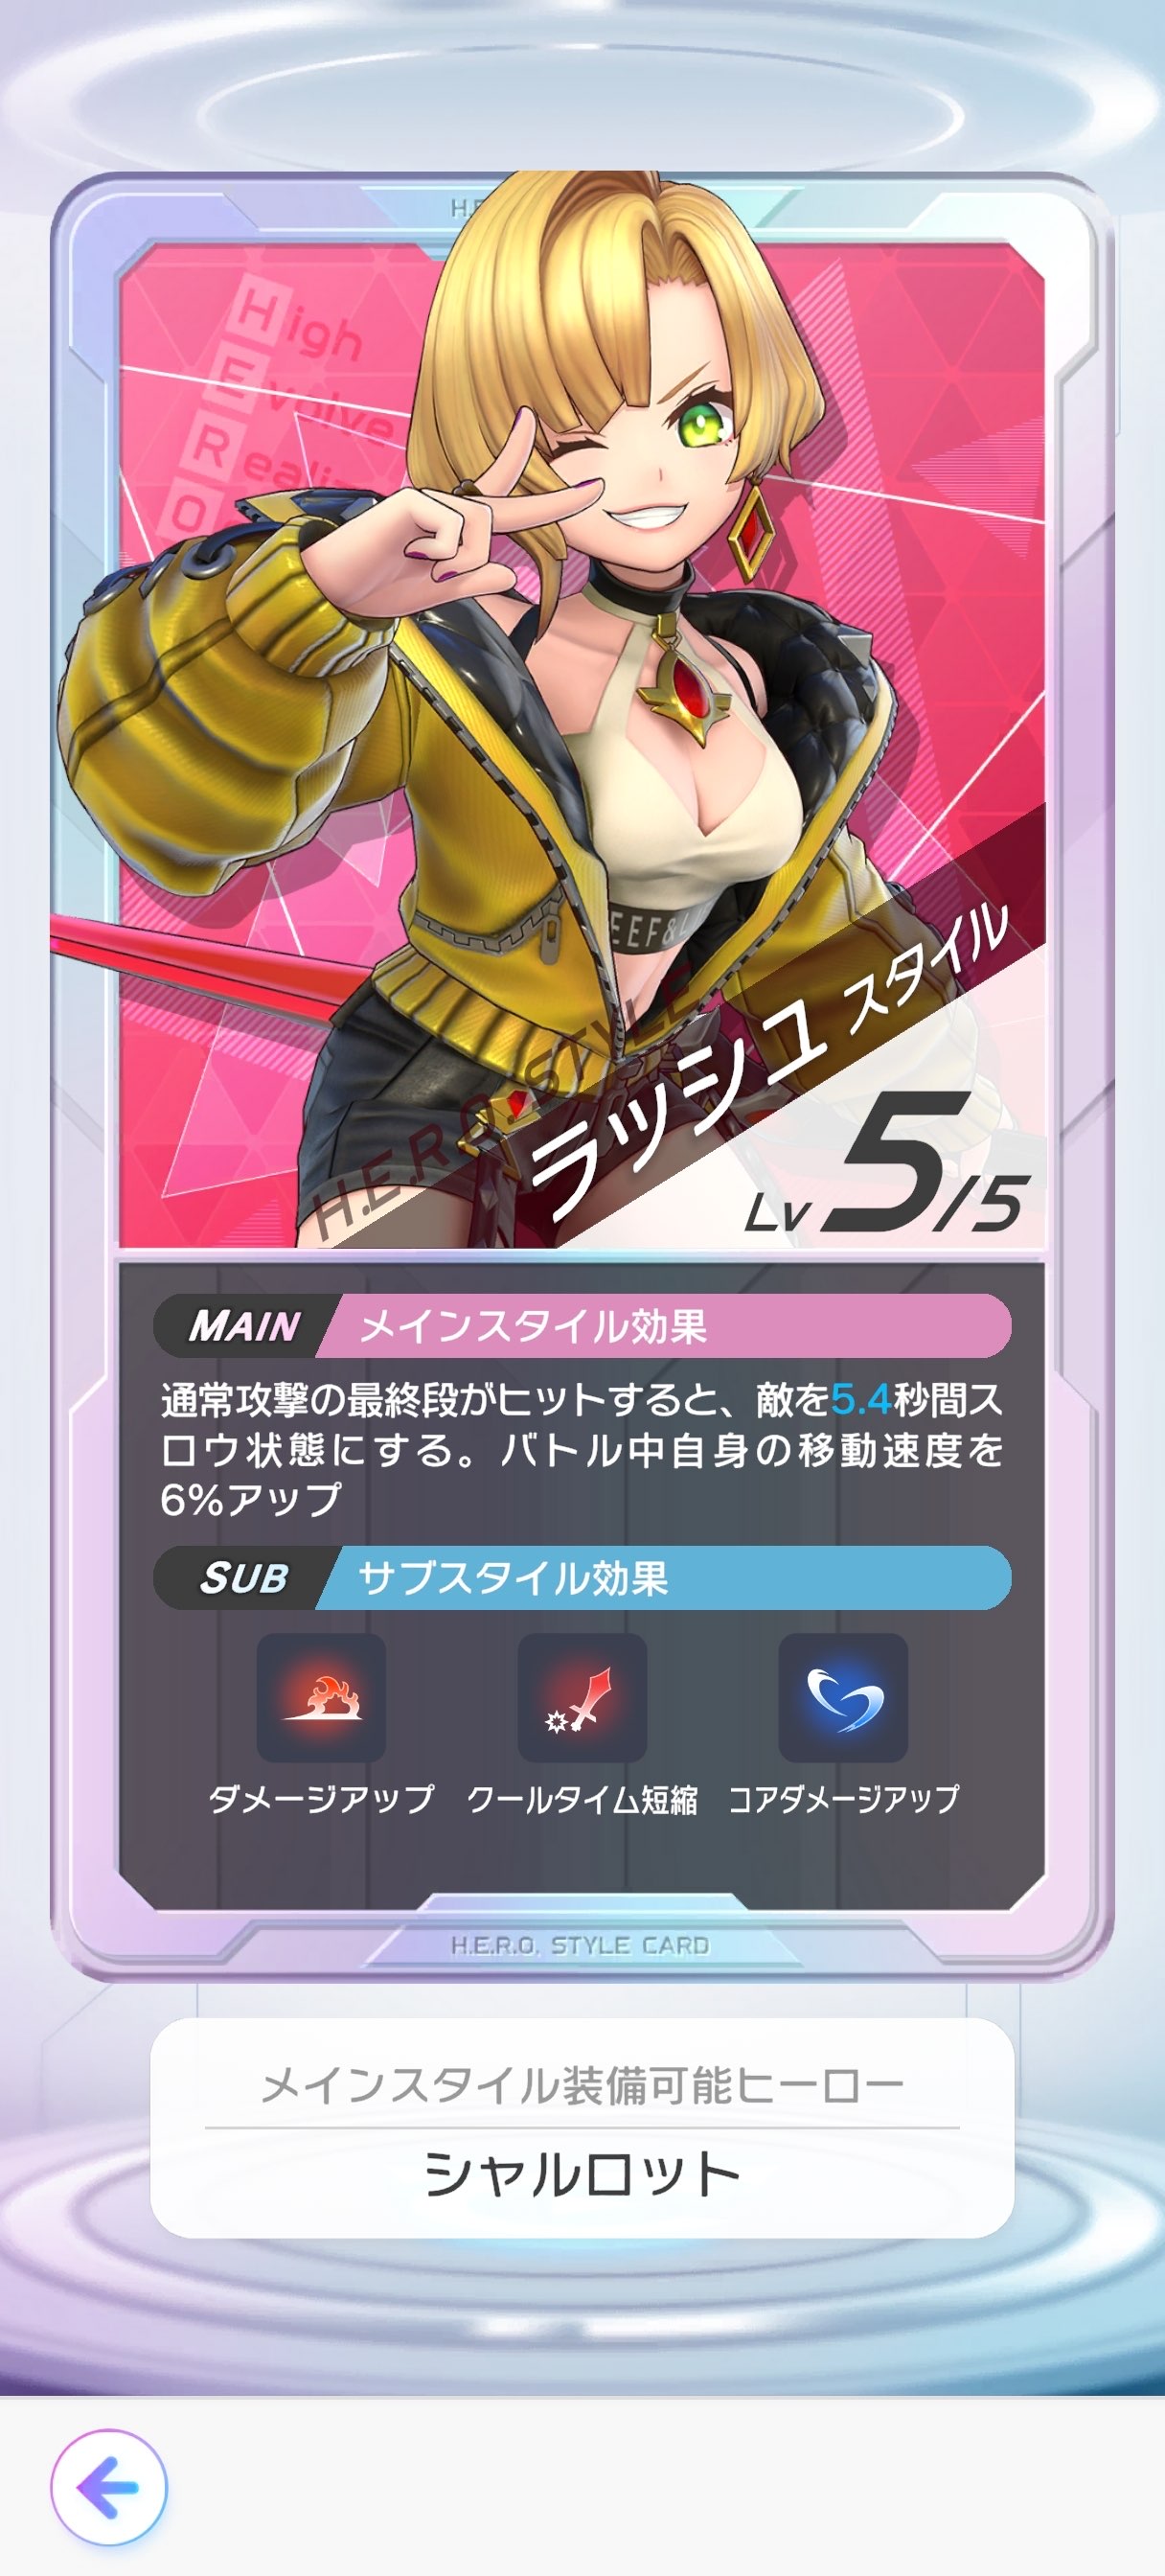 High
Evolve
O
ラッシュスタイル
H.E.R.O. STYLE
Lv 5/5
MAIN メインスタイル効果
通常攻撃の最終段がヒットすると、敵を5.4秒間ス
ロウ状態にする。バトル中自身の移動速度を
6%アップ
SUB サブスタイル効果
ダメージアップ クールタイム短縮 コアダメージアップ
H.E.R.O. STYLE CARD
メインスタイル装備可能ヒーロー
シャルロット